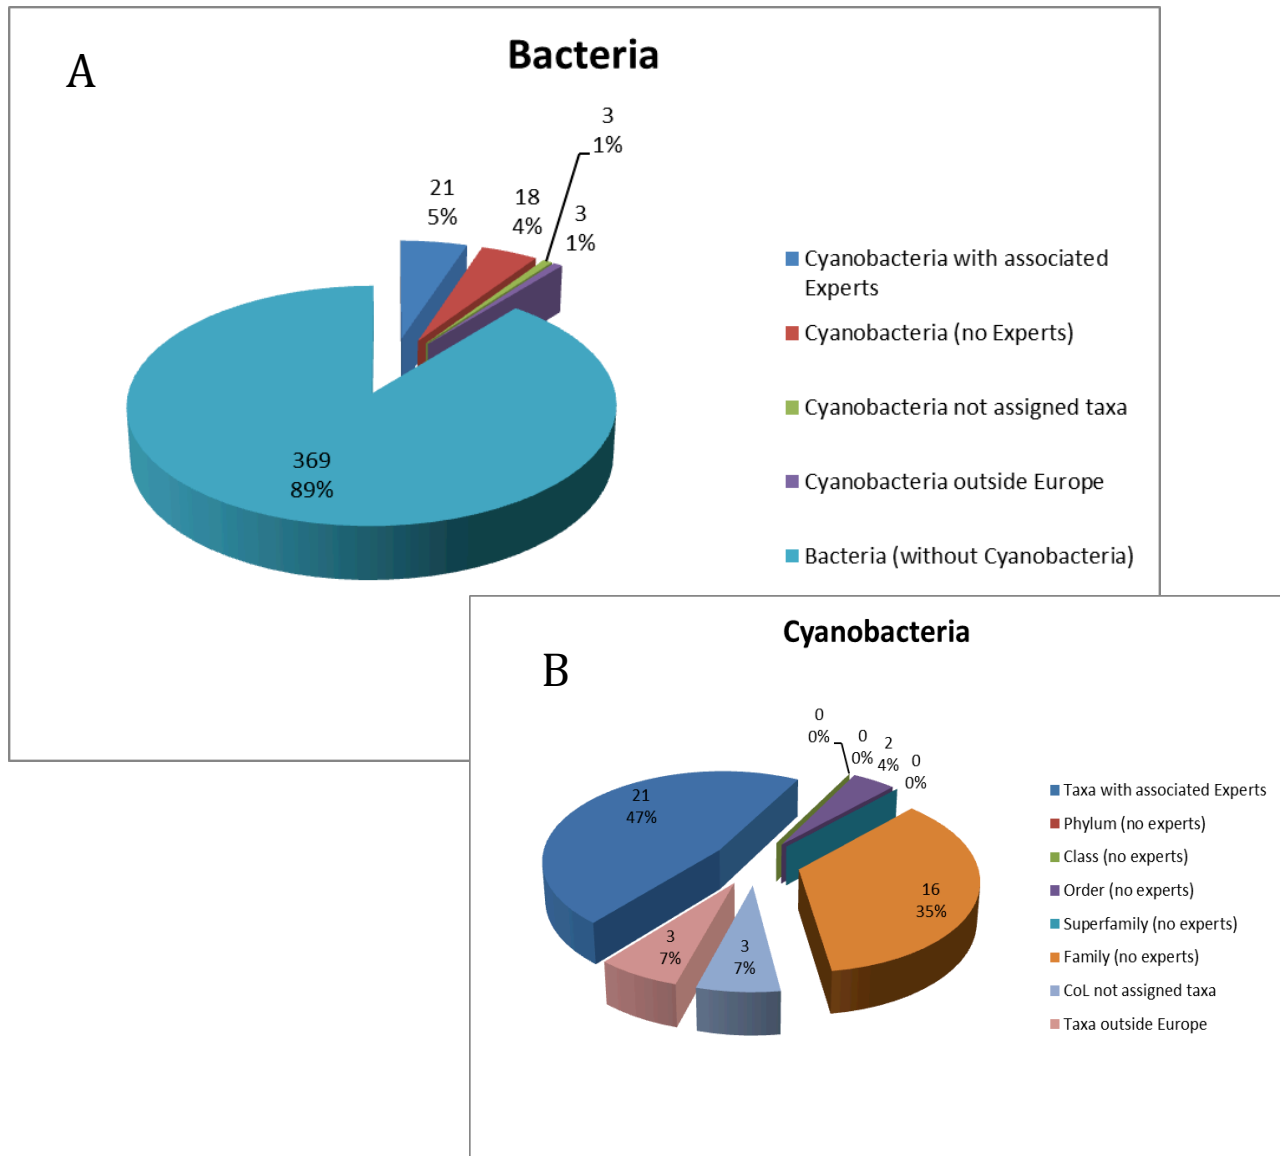 A
Bacteria
3
1%
21
5%
18
4%
3
1%
369
89%
Cyanobacteria with associated
Experts
Cyanobacteria (no Experts)
Cyanobacteria not assigned taxa
Cyanobacteria outside Europe
Bacteria (without Cyanobacteria)
Cyanobacteria
B
0
0%
0
0%
2
4%
0
0%
21
47%
16
35%
3
7%
3
7%
Taxa with associated Experts
Phylum (no experts)
Class (no experts)
Order (no experts)
Superfamily (no experts)
Family (no experts)
CoL not assigned taxa
Taxa outside Europe